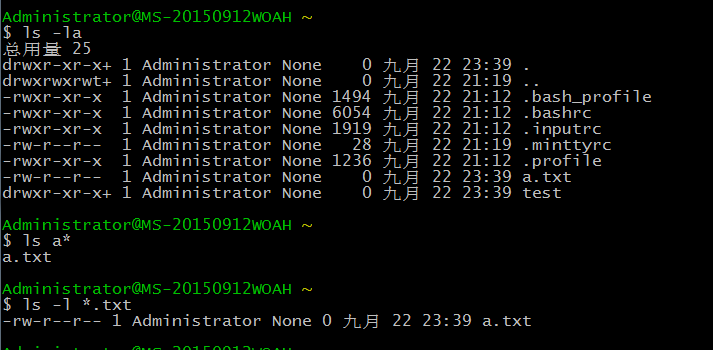 Administrator@MS-20150912WOAH ~
$ ls -la
总用量 25
drwxr-xr-x+ 1 Administrator None    0 九月 22 23:39 .
drwxrwxrwt+ 1 Administrator None    0 九月 22 21:19 ..
-rwxr-xr-x  1 Administrator None 1494 九月 22 21:12 .bash_profile
-rwxr-xr-x  1 Administrator None 6054 九月 22 21:12 .bashrc
-rwxr-xr-x  1 Administrator None 1919 九月 22 21:12 .inputrc
-rw-r--r--  1 Administrator None   28 九月 22 21:19 .minttyrc
-rwxr-xr-x  1 Administrator None 1236 九月 22 21:12 .profile
-rw-r--r--  1 Administrator None    0 九月 22 23:39 a.txt
drwxr-xr-x+ 1 Administrator None    0 九月 22 23:39 test
Administrator@MS-20150912WOAH ~
$ ls a*
a.txt
Administrator@MS-20150912WOAH ~
$ ls -l *.txt
-rw-r--r-- 1 Administrator None 0 九月 22 23:39 a.txt